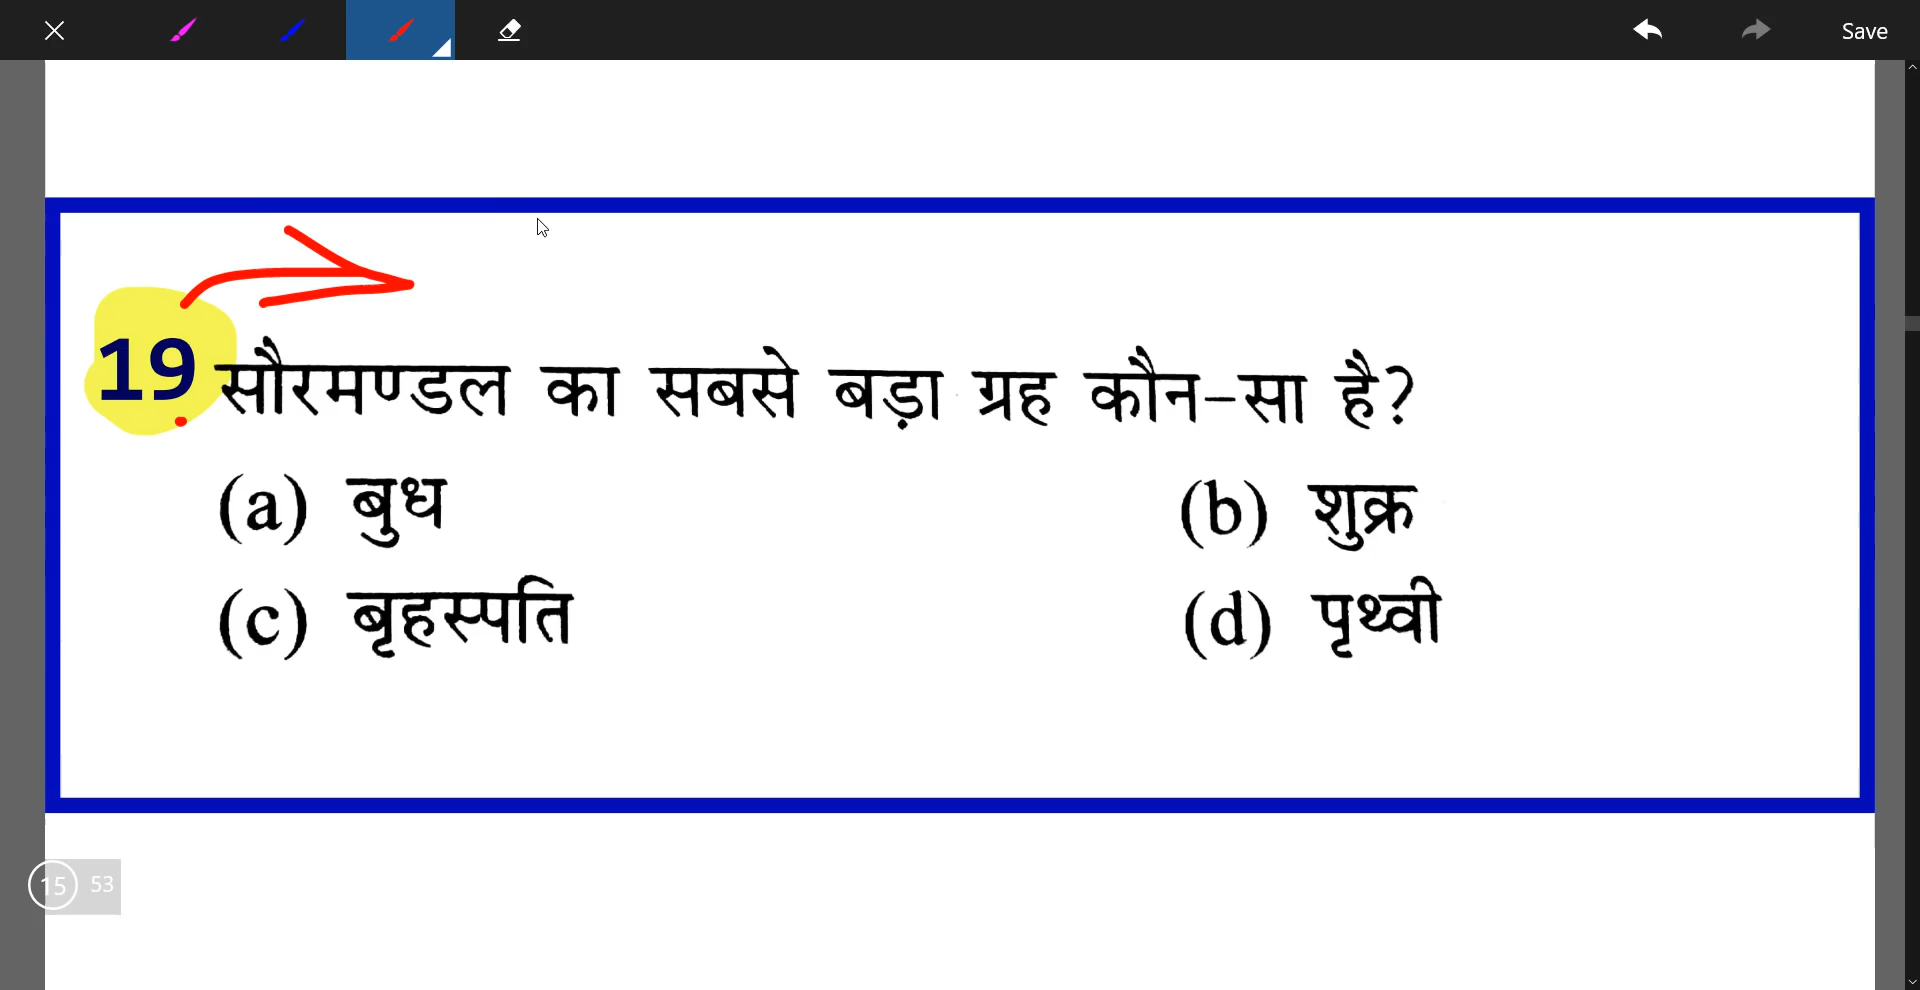 Save
19 सौरमण्डल का सबसे बड़ा ग्रह कौन-सा है?
(a) बुध (b) शुक्र
(c) बृहस्पति (d) पृथ्वी
15 53